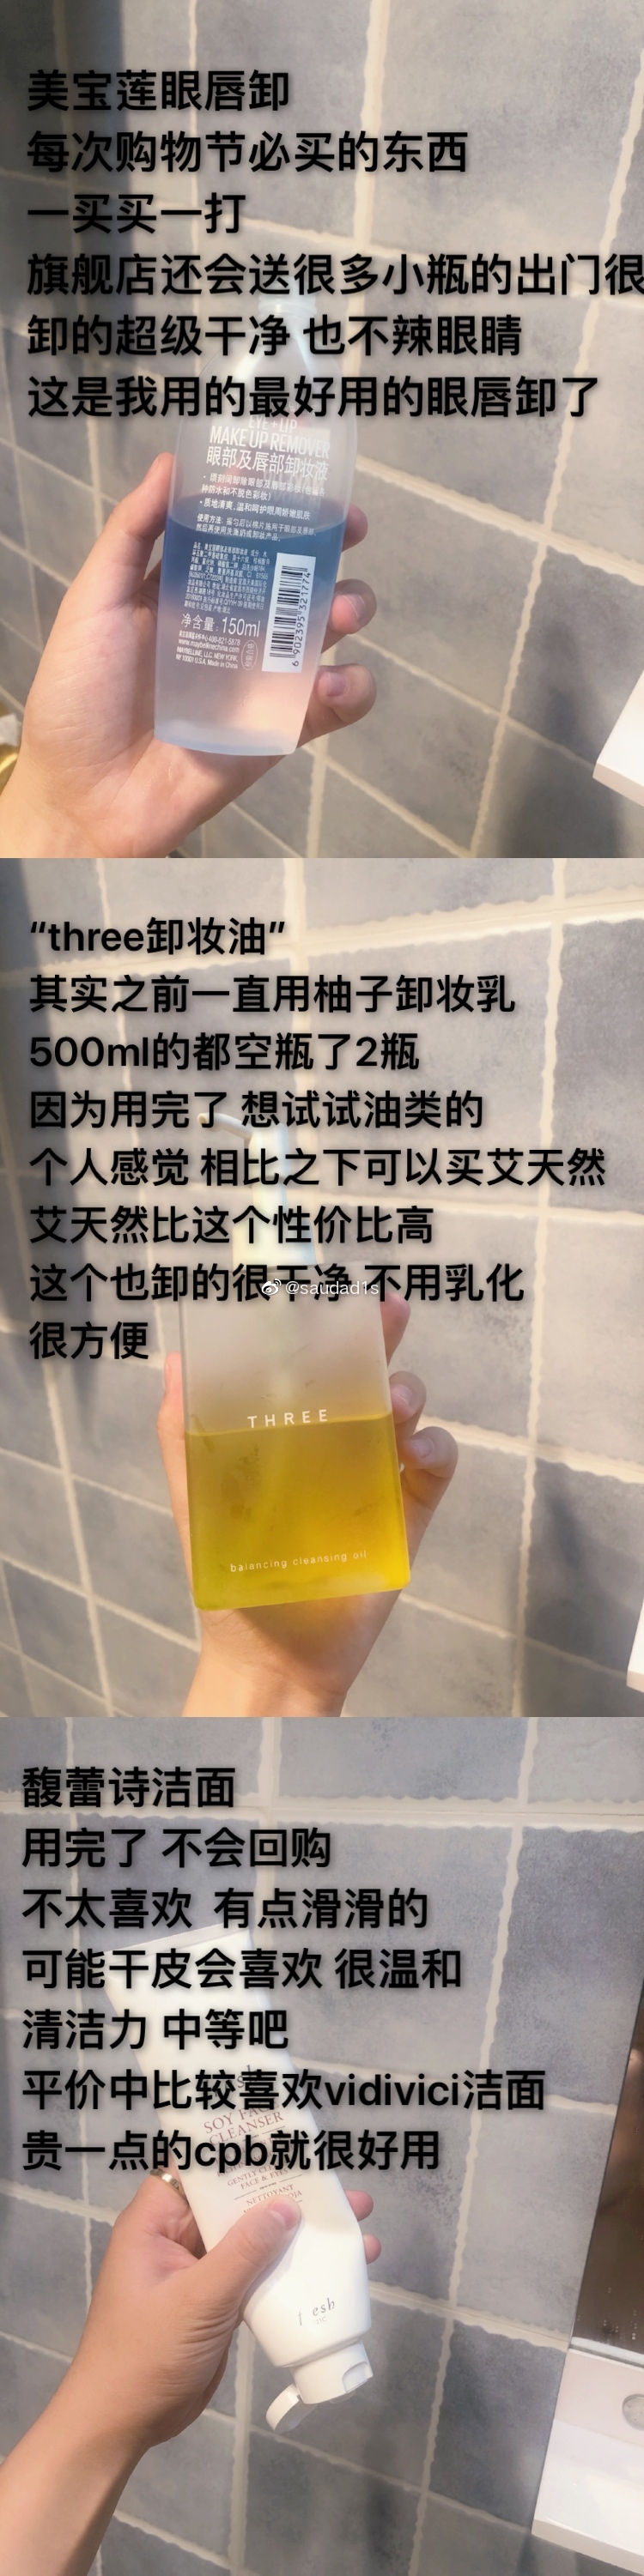 美宝莲眼唇卸
每次购物节必买的东西
一买买一打
旗舰店还会送很多小瓶的出门很
卸的超级干净 也不辣眼睛
这是我用的最好用的眼唇卸了
EYE+LIP
MAKE UP REMOVER
眼部及唇部卸妆液
净含量：150ml
6 902395 321774
“three卸妆油”
其实之前一直用柚子卸妆乳
500ml的都空瓶了2瓶
因为用完了 想试试油类的
个人感觉 相比之下可以买艾天然
艾天然比这个性价比高
这个也卸的很干净 不用乳化
@saudad1s
很方便
THREE
balancing cleansing oil
馥蕾诗洁面
用完了 不会回购
不太喜欢 有点滑滑的
可能干皮会喜欢 很温和
清洁力 中等吧
平价中比较喜欢vidivici洁面
SOY FACE
CLEANSER
贵一点的cpb就很好用
FACE & EYES
NETTOYANT
fresh